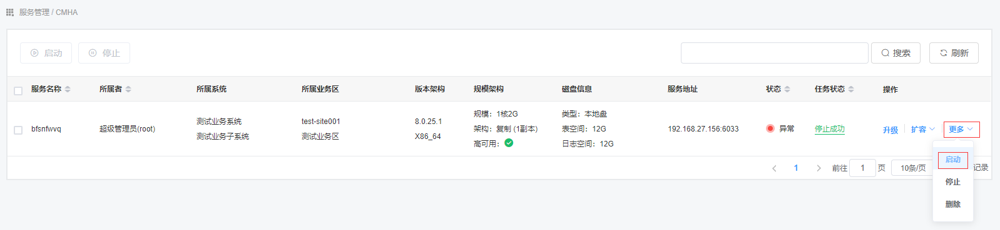 服务管理 / CMHA
启动 停止 搜索 刷新
服务名称 所属者 所属系统 所属业务区 版本架构 规模架构 磁盘信息 服务地址 状态 任务状态 操作
规模：1核2G 类型：本地盘
测试业务系统 test-site001 8.0.25.1
bfsnfwvq 超级管理员(root) 架构：复制 (1副本) 表空间：12G 192.168.27.156:6033 异常 停止成功 升级 扩容 更多
测试业务子系统 测试业务区 X86_64
高可用： 日志空间：12G
启动
1 前往 1 页 10条/页 记录
停止
删除